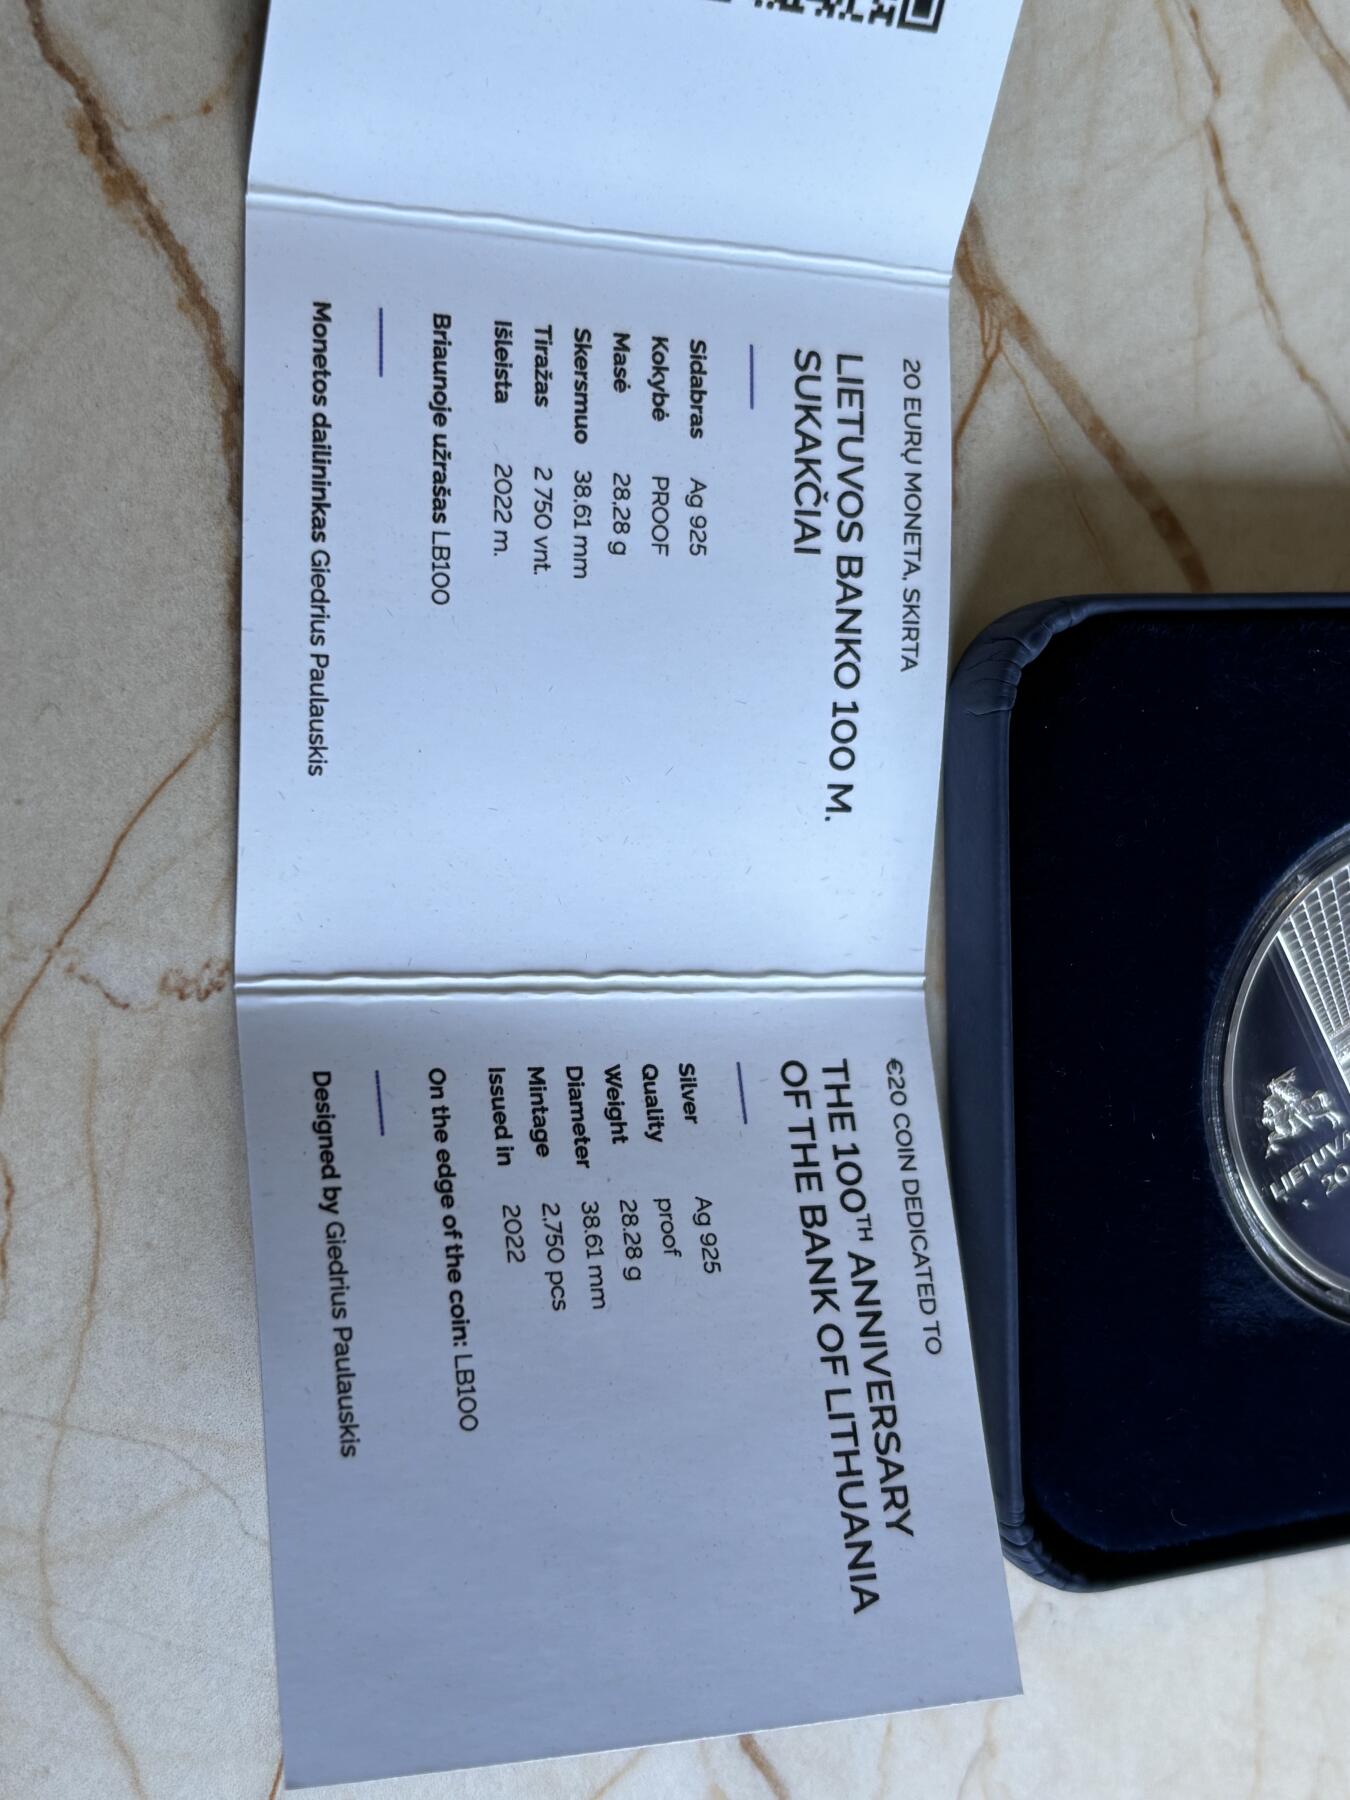 20 EURŲ MONETA, SKIRTA
LIETUVOS BANKO 100 M.
SUKAKČIAI
Sidabras Ag 925
Kokybė PROOF
Masė 28,28 g
Skersmuo 38,61 mm
Tiražas 2 750 vnt.
Išleista 2022 m.
Briaunoje užrašas LB100
Monetos dailininkas Giedrius Paulauskis
€20 COIN DEDICATED TO
THE 100TH ANNIVERSARY
OF THE BANK OF LITHUANIA
Silver Ag 925
Quality proof
Weight 28.28 g
Diameter 38.61 mm
Mintage 2,750 pcs
Issued in 2022
On the edge of the coin: LB100
Designed by Giedrius Paulauskis